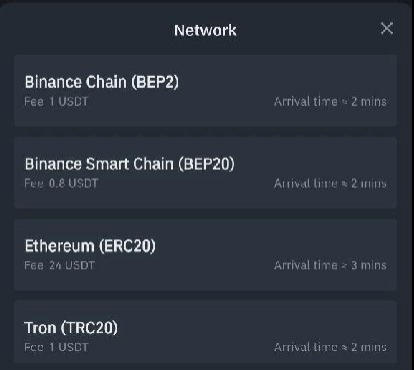 Network
Binance Chain (BEP2)
Fee 1 USDT Arrival time ≈ 2 mins
Binance Smart Chain (BEP20)
Fee 0.8 USDT Arrival time ≈ 2 mins
Ethereum (ERC20)
Fee 24 USDT Arrival time ≈ 3 mins
Tron (TRC20)
Fee 1 USDT Arrival time ≈ 2 mins